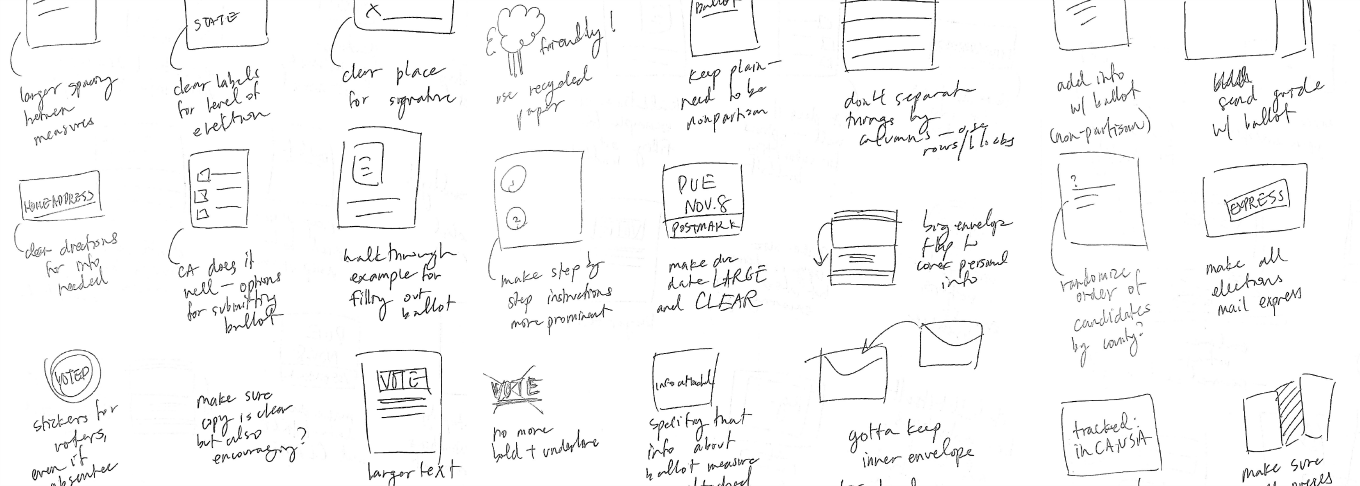 STATE
X
Ballot
larger spacing
between
measures
clear labels
for level of
election
clear place
for signature
friendly!
use recycled
paper
keep plain—
need to be
nonpartisan
don't separate
things by
columns — use
rows/blocks
add info
w/ ballot
(non-partisan)
send guide
w/ ballot
HOME ADDRESS
clear directions
for info
needed
CA does it
well — options
for submitting
ballot
walkthrough
example for
filling out
ballot
1
2
make step by
step instructions
more prominent
DUE
NOV. 8
POSTMARK
make due
date LARGE
and CLEAR
big envelope
flap to
cover personal
info
?
randomize
order of
candidates
by county?
EXPRESS
make all
elections
mail express
VOTED
stickers for
voters,
even if
absentee
make sure
copy is clear
but also
encouraging?
VOTE
larger text
VOTE
no more
bold + underline
info attached
specifying that
info about
ballot measure
gotta keep
inner envelope
tracked:
in CA, USA
make sure